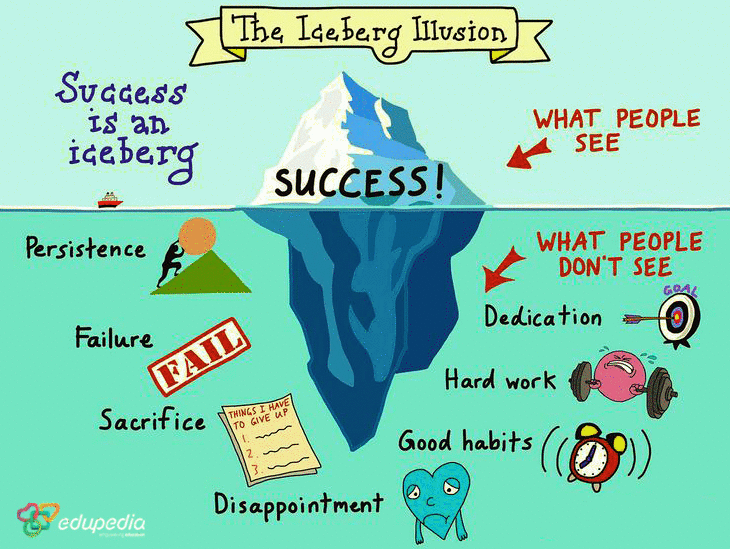 The Iceberg Illusion
Success
is an
iceberg
WHAT PEOPLE
SEE
SUCCESS!
Persistence
WHAT PEOPLE
DON'T SEE
GOAL
Dedication
Failure
FAIL
Hard work
Sacrifice
THINGS I HAVE
TO GIVE UP
1.
2.
3.
Good habits
Disappointment
edupedia